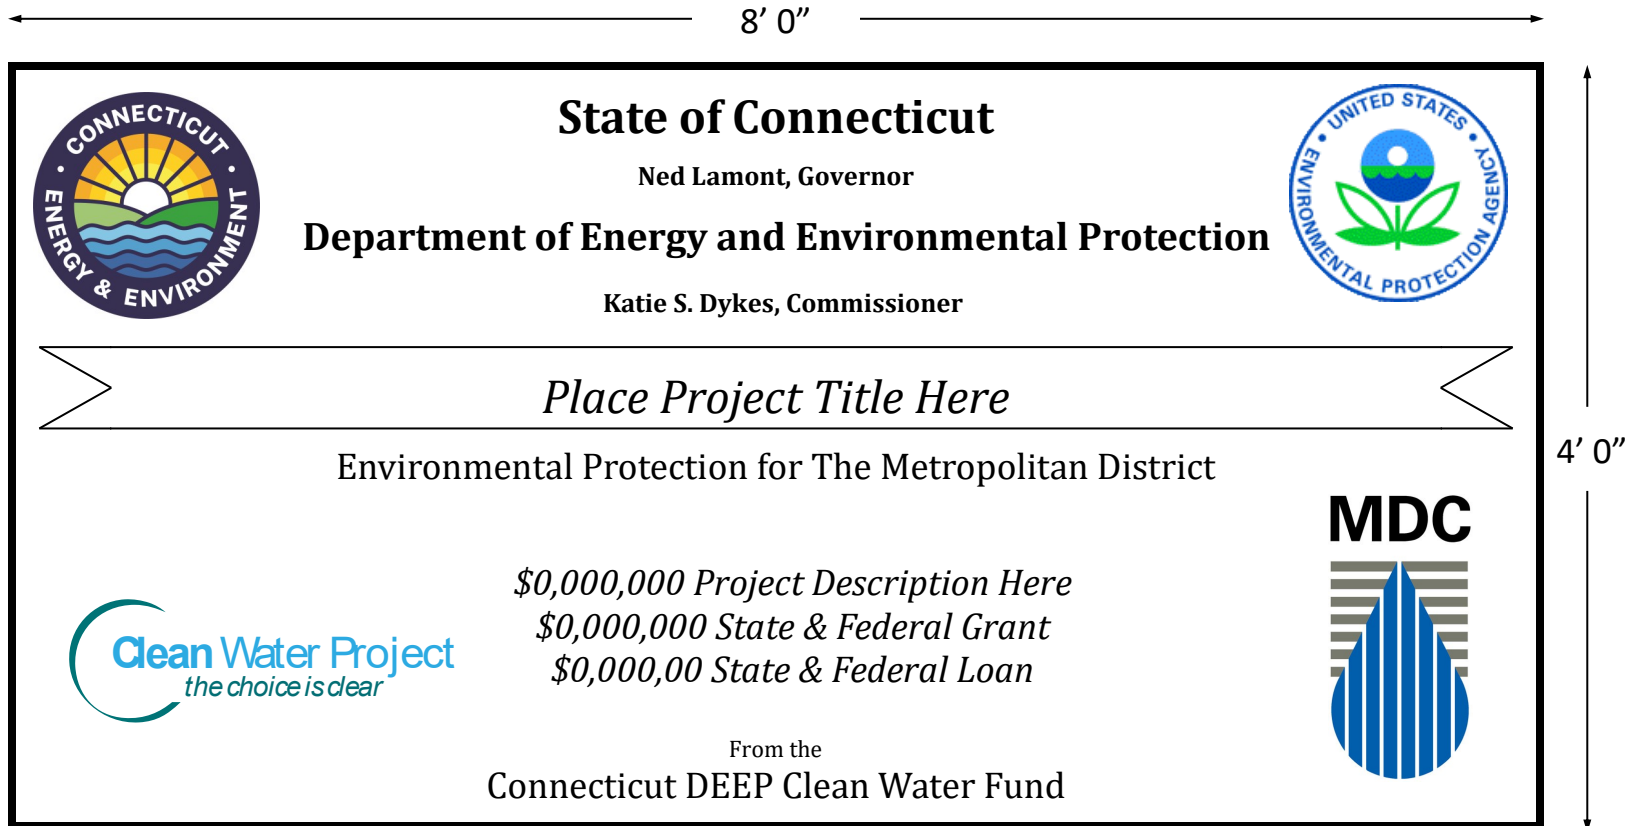 8’ 0”
CONNECTICUT
ENERGY & ENVIRONMENT
State of Connecticut
Ned Lamont, Governor
Department of Energy and Environmental Protection
Katie S. Dykes, Commissioner
UNITED STATES
ENVIRONMENTAL PROTECTION AGENCY
Place Project Title Here
4’ 0”
Environmental Protection for The Metropolitan District
MDC
$0,000,000 Project Description Here
$0,000,000 State & Federal Grant
$0,000,00 State & Federal Loan
Clean Water Project
the choice is clear
From the
Connecticut DEEP Clean Water Fund